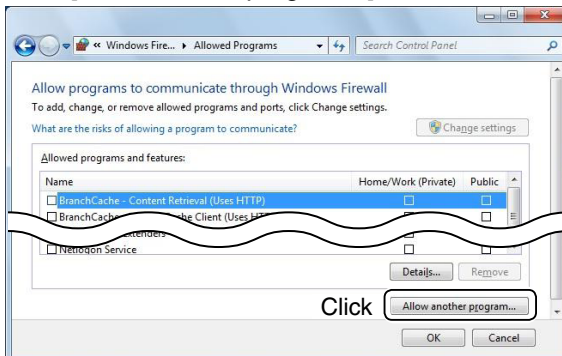 « Windows Fire... ▸ Allowed Programs
Search Control Panel
Allow programs to communicate through Windows Firewall
To add, change, or remove allowed programs and ports, click Change settings.
What are the risks of allowing a program to communicate?
Change settings
Allowed programs and features:
Name Home/Work (Private) Public
BranchCache - Content Retrieval (Uses HTTP)
BranchCache Client (Uses
Netlogon Service
Details... Remove
Click Allow another program...
OK Cancel